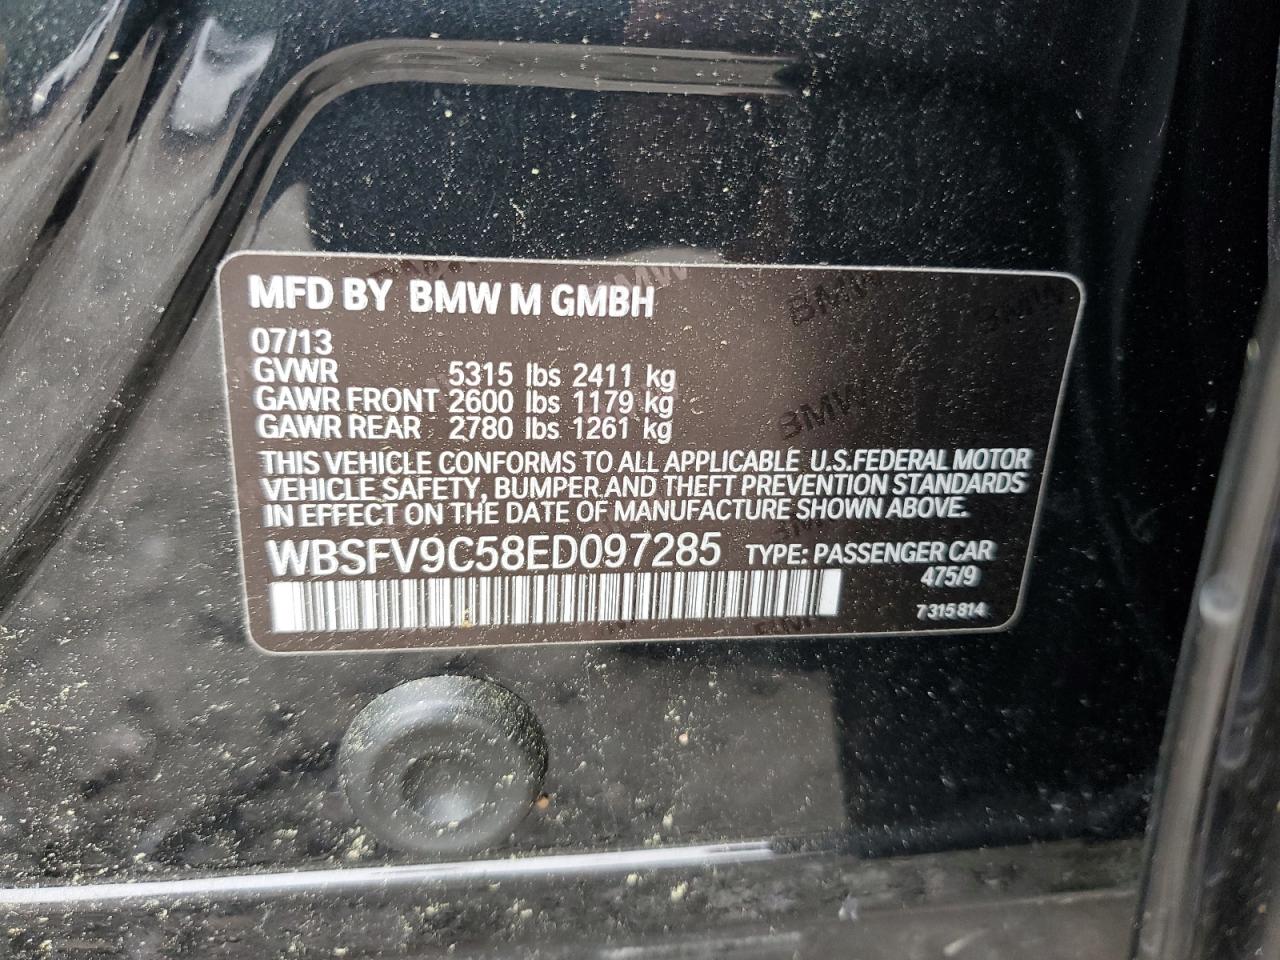 MFD BY BMW M GMBH
07/13
GVWR 5315 lbs 2411 kg
GAWR FRONT 2600 lbs 1179 kg
GAWR REAR 2780 lbs 1261 kg
THIS VEHICLE CONFORMS TO ALL APPLICABLE U.S.FEDERAL MOTOR
VEHICLE SAFETY, BUMPER,AND THEFT PREVENTION STANDARDS
IN EFFECT ON THE DATE OF MANUFACTURE SHOWN ABOVE.
WBSFV9C58ED097285 TYPE: PASSENGER CAR
475/9
7 315 814